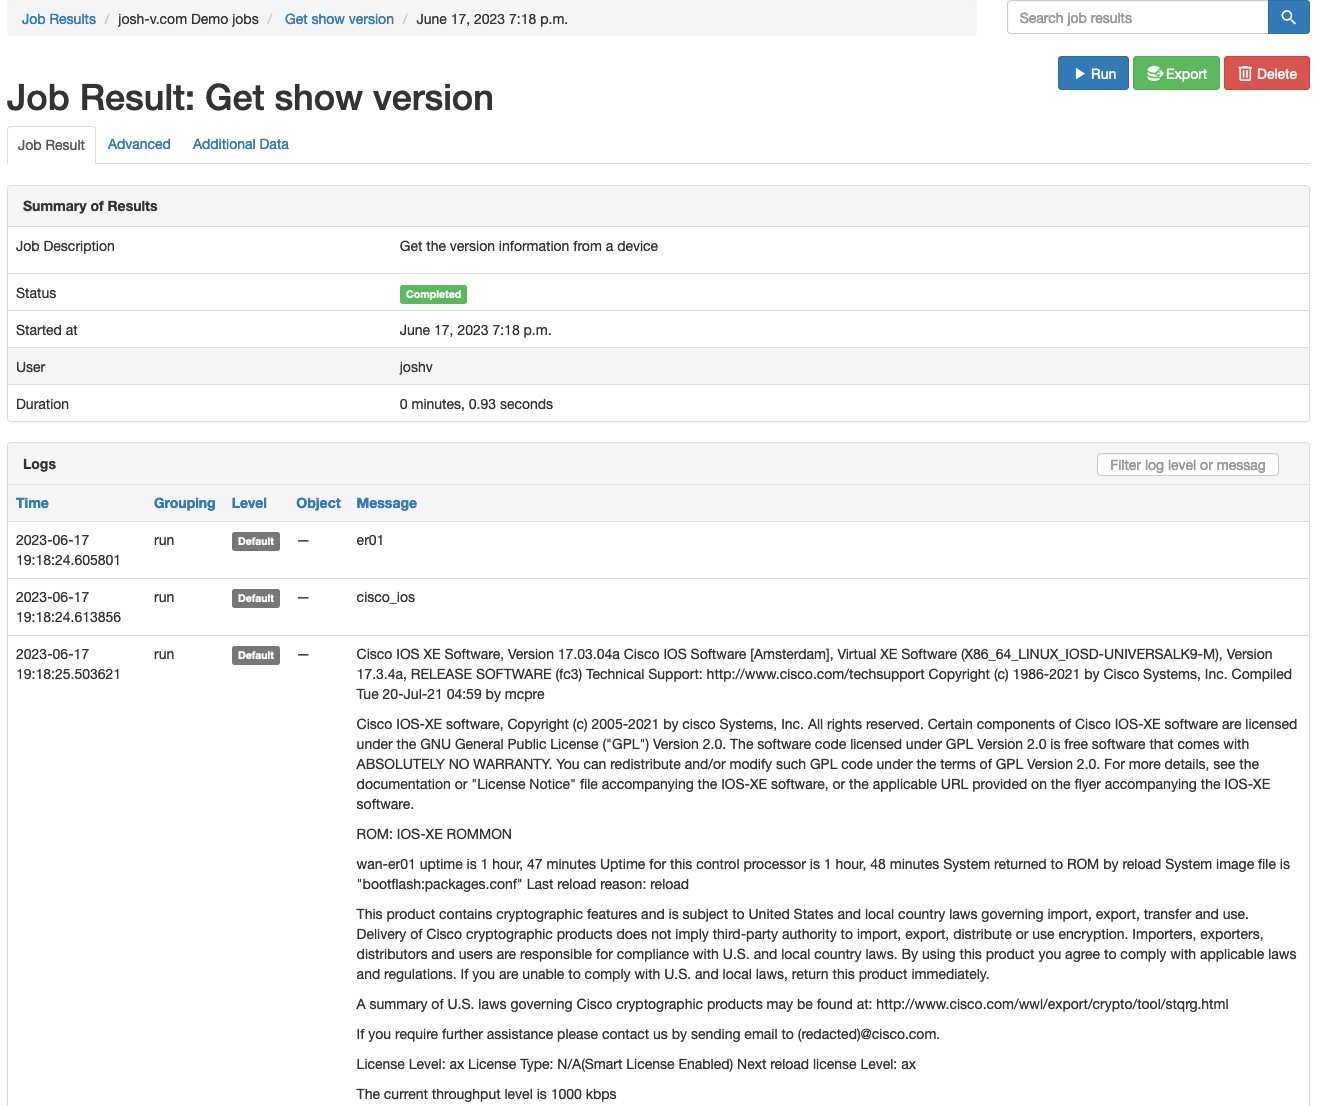 Job Results / josh-v.com Demo jobs / Get show version / June 17, 2023 7:18 p.m.
Search job results
Run Export Delete
Job Result: Get show version
Job Result Advanced Additional Data
Summary of Results
Job Description Get the version information from a device
Status Completed
Started at June 17, 2023 7:18 p.m.
User joshv
Duration 0 minutes, 0.93 seconds
Logs Filter log level or messag
Time Grouping Level Object Message
2023-06-17 run Default — er01
19:18:24.605801
2023-06-17 run Default — cisco_ios
19:18:24.613856
2023-06-17 run Default — Cisco IOS XE Software, Version 17.03.04a Cisco IOS Software [Amsterdam], Virtual XE Software (X86_64_LINUX_IOSD-UNIVERSALK9-M), Version
19:18:25.503621 17.3.4a, RELEASE SOFTWARE (fc3) Technical Support: http://www.cisco.com/techsupport Copyright (c) 1986-2021 by Cisco Systems, Inc. Compiled
Tue 20-Jul-21 04:59 by mcpre
Cisco IOS-XE software, Copyright (c) 2005-2021 by cisco Systems, Inc. All rights reserved. Certain components of Cisco IOS-XE software are licensed
under the GNU General Public License ("GPL") Version 2.0. The software code licensed under GPL Version 2.0 is free software that comes with
ABSOLUTELY NO WARRANTY. You can redistribute and/or modify such GPL code under the terms of GPL Version 2.0. For more details, see the
documentation or "License Notice" file accompanying the IOS-XE software, or the applicable URL provided on the flyer accompanying the IOS-XE
software.
ROM: IOS-XE ROMMON
wan-er01 uptime is 1 hour, 47 minutes Uptime for this control processor is 1 hour, 48 minutes System returned to ROM by reload System image file is
"bootflash:packages.conf" Last reload reason: reload
This product contains cryptographic features and is subject to United States and local country laws governing import, export, transfer and use.
Delivery of Cisco cryptographic products does not imply third-party authority to import, export, distribute or use encryption. Importers, exporters,
distributors and users are responsible for compliance with U.S. and local country laws. By using this product you agree to comply with applicable laws
and regulations. If you are unable to comply with U.S. and local laws, return this product immediately.
A summary of U.S. laws governing Cisco cryptographic products may be found at: http://www.cisco.com/wwl/export/crypto/tool/stqrg.html
If you require further assistance please contact us by sending email to (redacted)@cisco.com.
License Level: ax License Type: N/A(Smart License Enabled) Next reload license Level: ax
The current throughput level is 1000 kbps